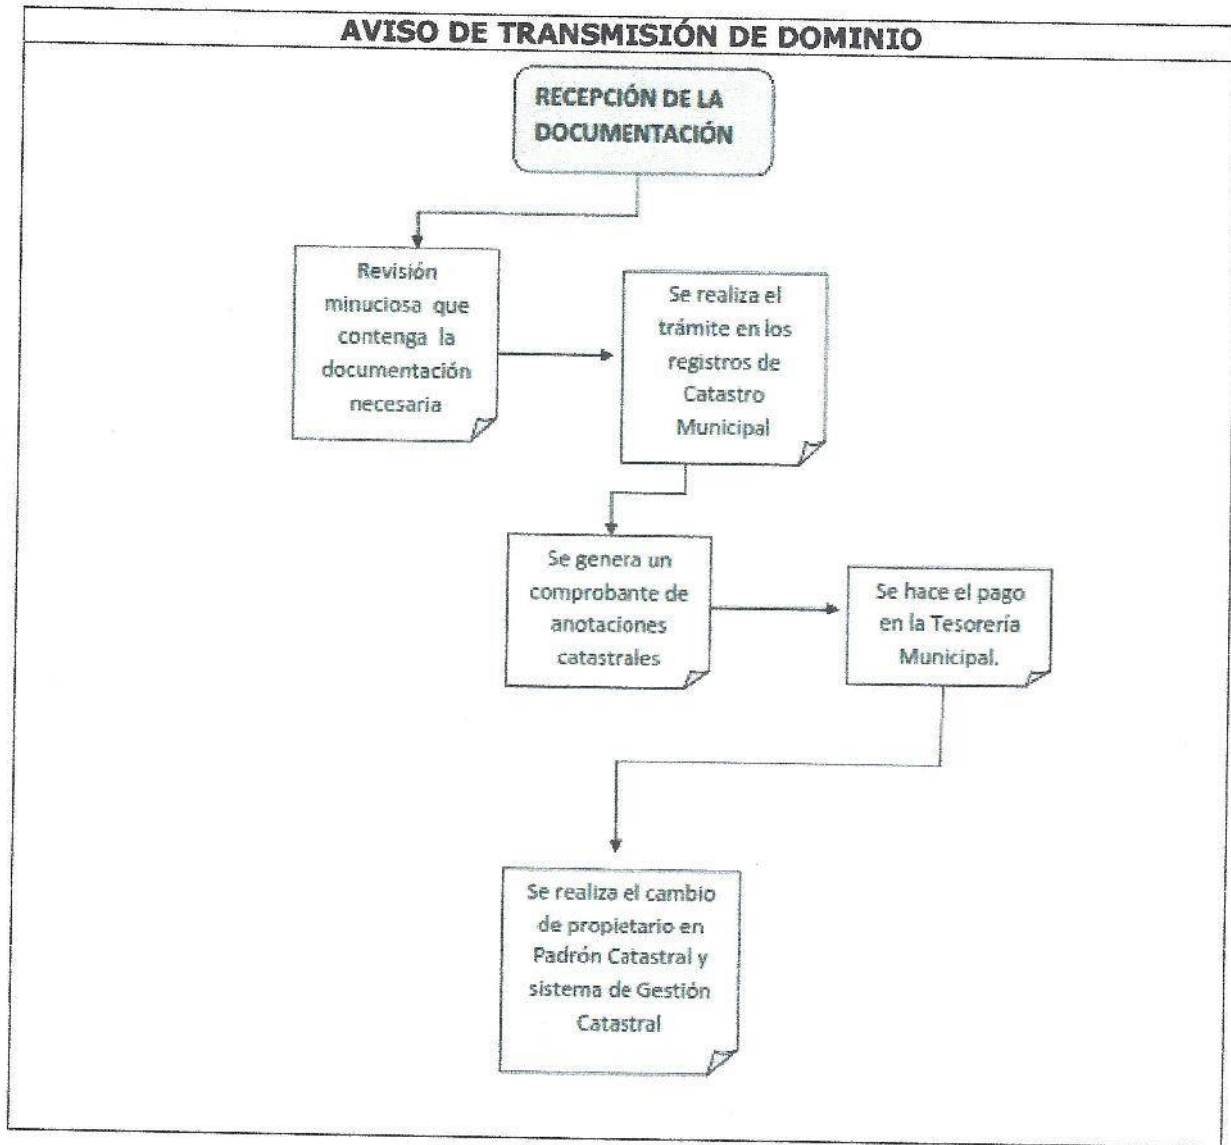 AVISO DE TRANSMISIÓN DE DOMINIO
RECEPCIÓN DE LA
DOCUMENTACIÓN
Revisión
minuciosa que
contenga la
documentación
necesaria
Se realiza el
trámite en los
registros de
Catastro
Municipal
Se genera un
comprobante de
anotaciones
catastrales
Se hace el pago
en la Tesorería
Municipal.
Se realiza el cambio
de propietario en
Padrón Catastral y
sistema de Gestión
Catastral